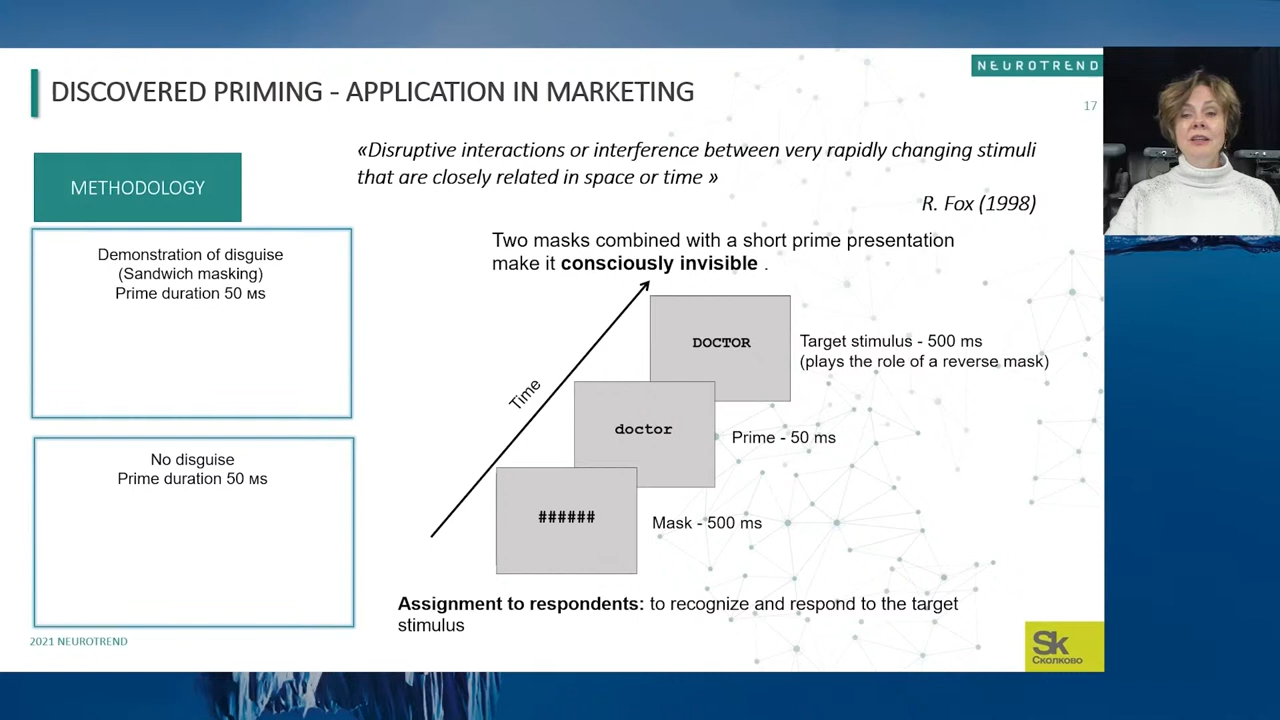 NEUROTREND
DISCOVERED PRIMING - APPLICATION IN MARKETING
17
«Disruptive interactions or interference between very rapidly changing stimuli
that are closely related in space or time »
R. Fox (1998)
METHODOLOGY
Demonstration of disguise
(Sandwich masking)
Prime duration 50 мs
No disguise
Prime duration 50 мs
Two masks combined with a short prime presentation
make it consciously invisible .
Time
DOCTOR
Target stimulus - 500 ms
(plays the role of a reverse mask)
doctor
Prime - 50 ms
######
Mask - 500 ms
Assignment to respondents: to recognize and respond to the target
stimulus
2021 NEUROTREND
Sk
Сколково